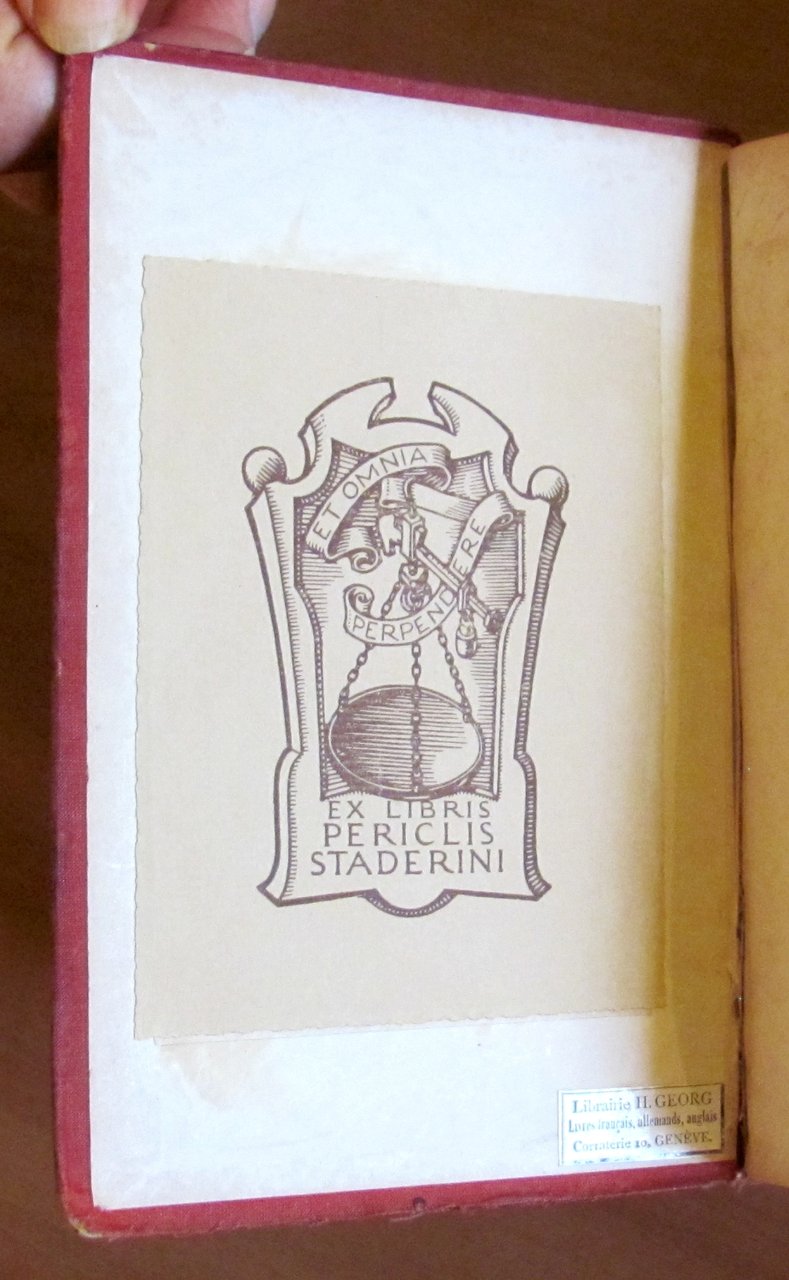 ET OMNIA
PERPENDERE
EX LIBRIS
PERICLIS
STADERINI
Librairie H. GEORG
Livres français, allemands, anglais
Corraterie 10, GENÈVE.